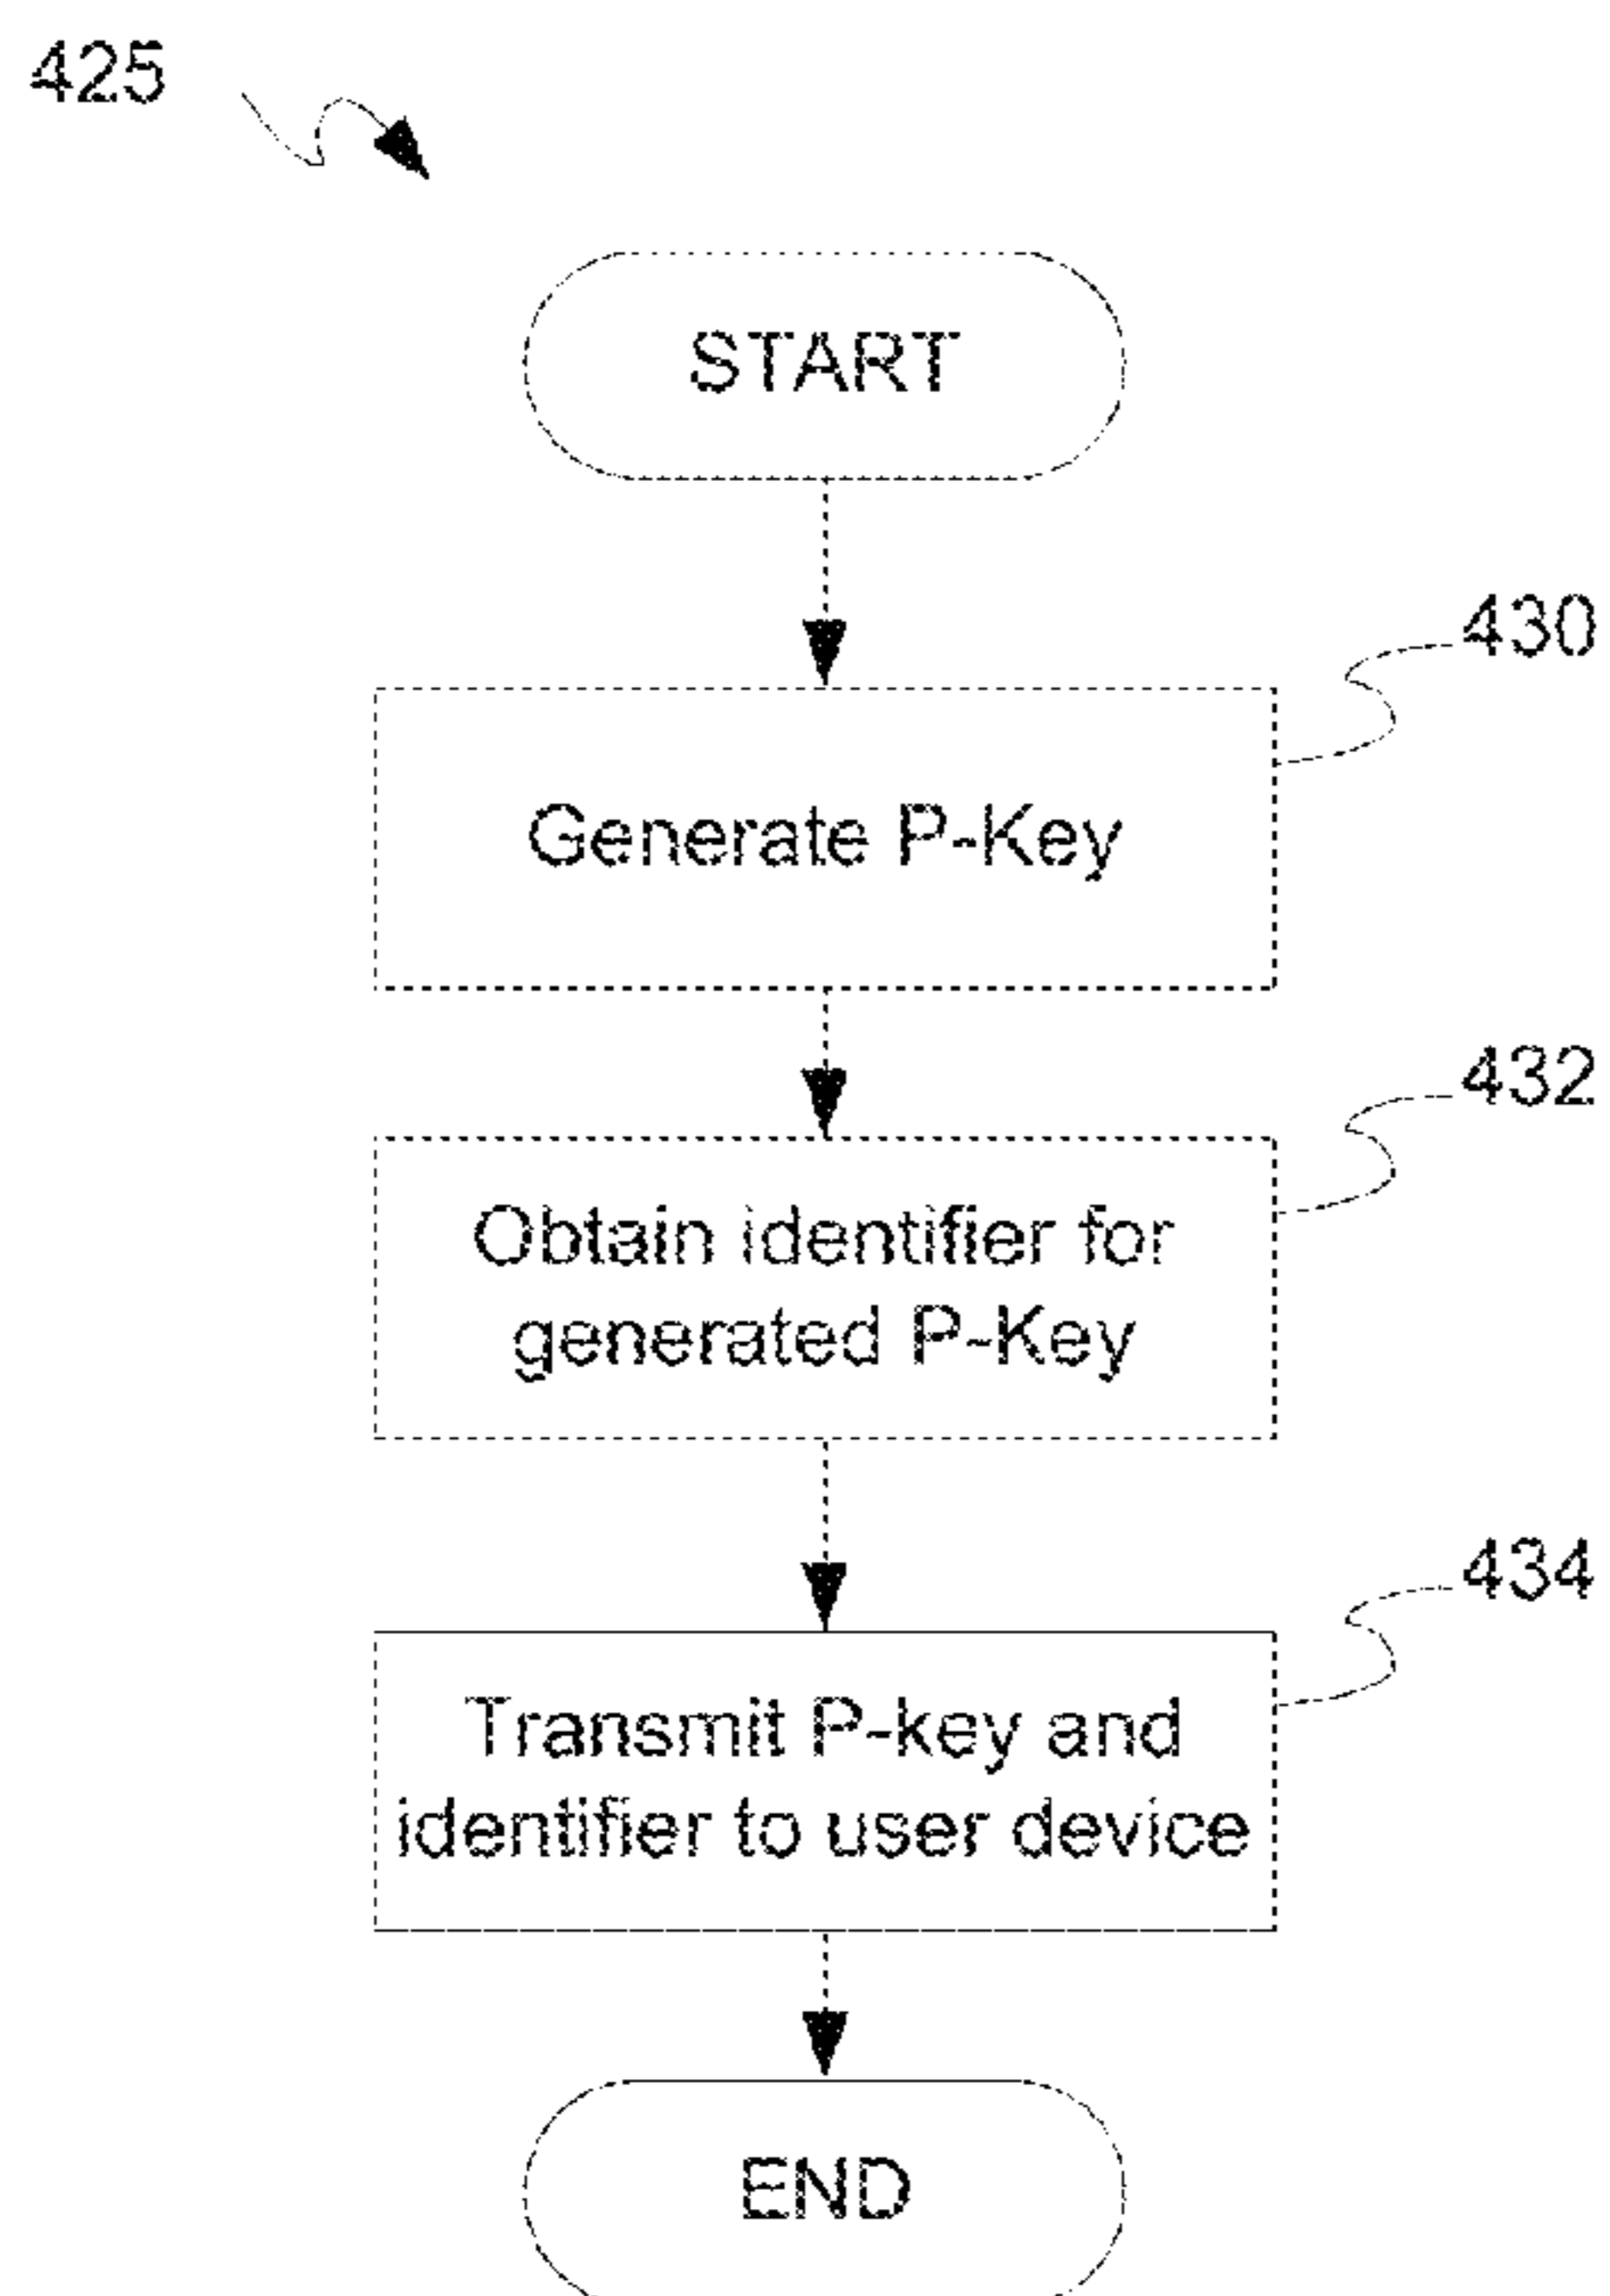 425
START
430
Generate P-Key
432
Obtain identifier for
generated P-Key
434
Transmit P-key and
identifier to user device
END